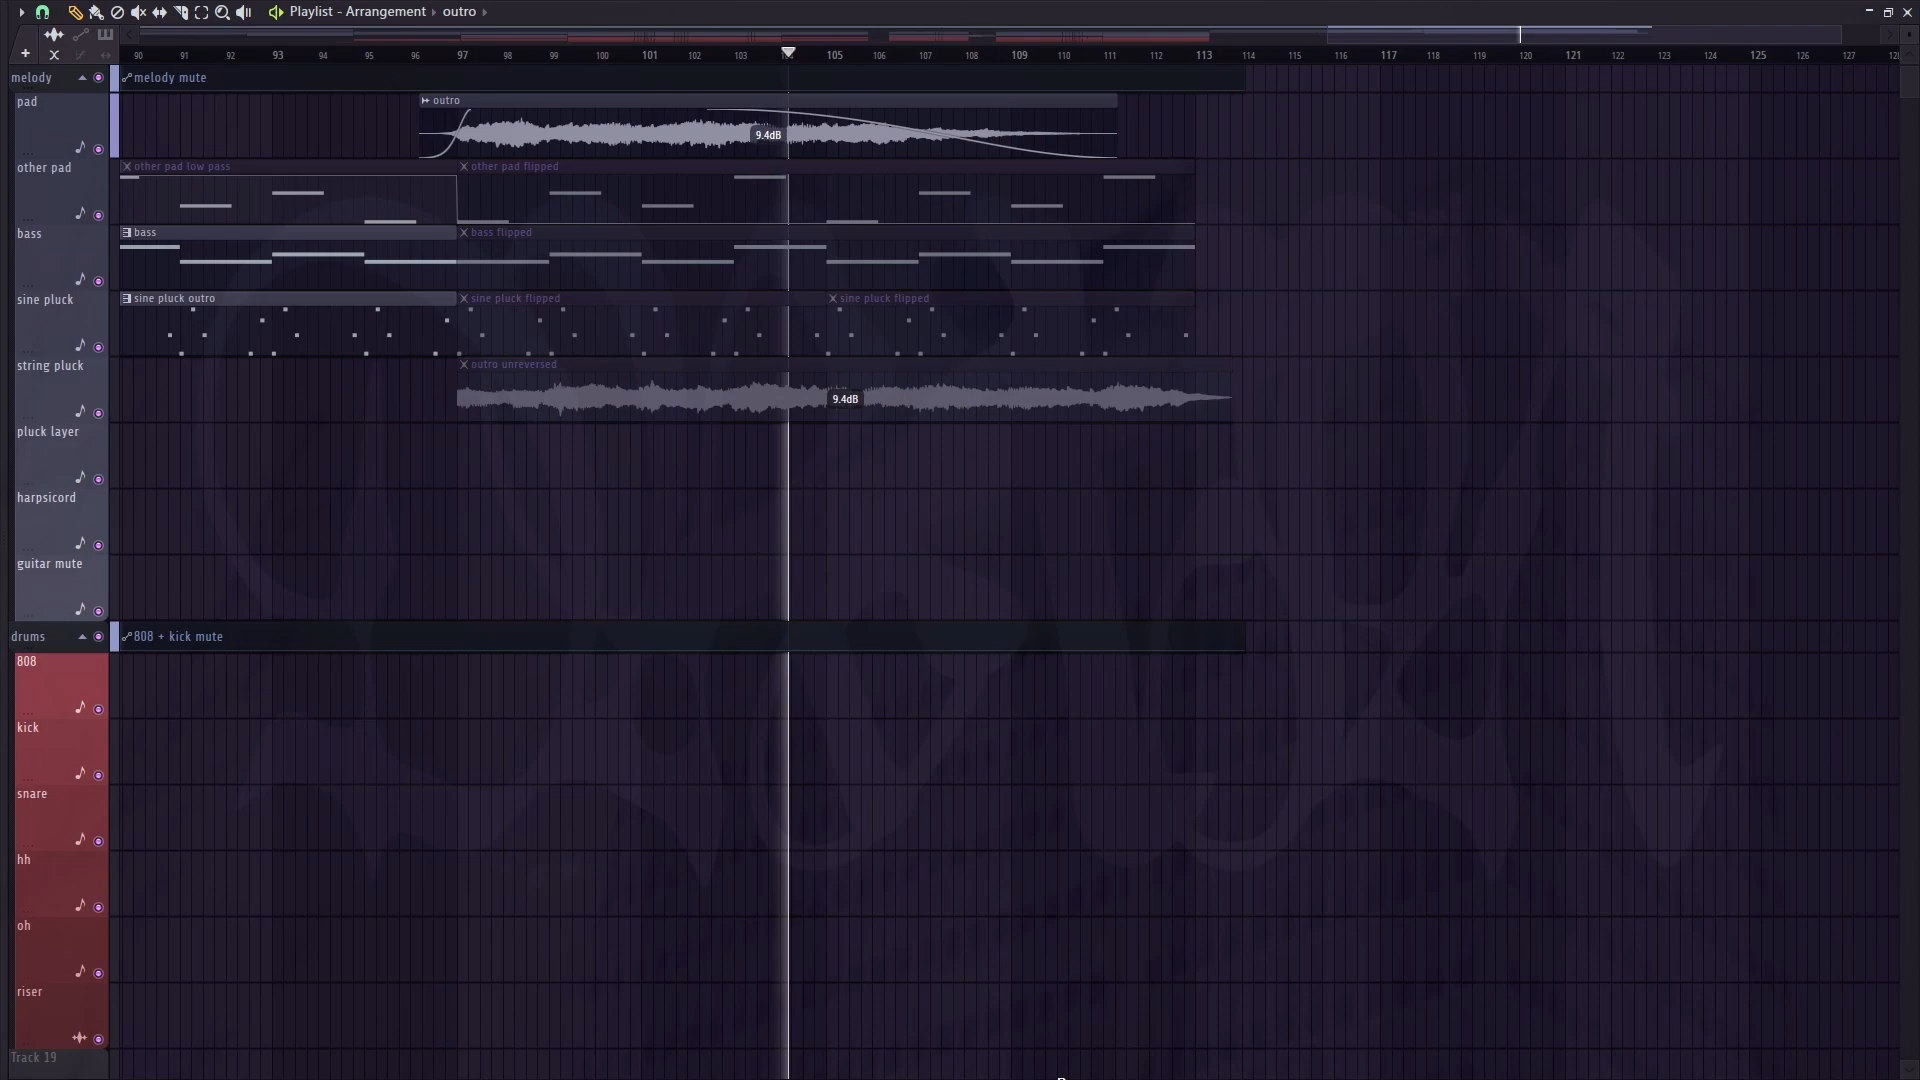 Playlist - Arrangement › outro ›
90 91 92 93 94 95 96 97 98 99 100 101 102 103 104 105 106 107 108 109 110 111 112 113 114 115 116 117 118 119 120 121 122 123 124 125 126 127
melody
melody mute
pad
outro
9.4dB
other pad
other pad low pass
other pad flipped
bass
bass
bass flipped
sine pluck
sine pluck outro
sine pluck flipped
sine pluck flipped
string pluck
outro unreversed
9.4dB
pluck layer
harpsicord
guitar mute
drums
808 + kick mute
808
kick
snare
hh
oh
riser
Track 19